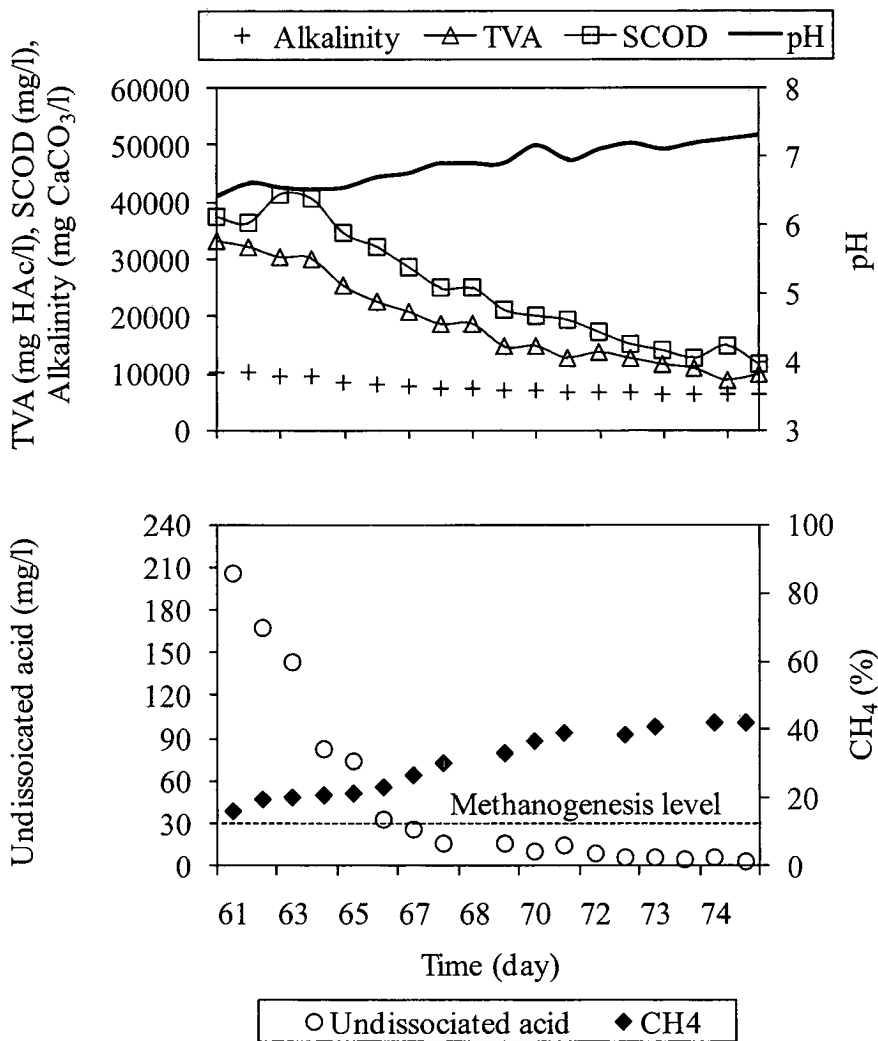 Alkalinity TVA SCOD pH
TVA (mg HAc/l), SCOD (mg/l),
Alkalinity (mg CaCO3/l)
60000
50000
40000
30000
20000
10000
0
8
7
6
5
4
3
pH
Undissoicated acid (mg/l)
240
210
180
150
120
90
60
30
0
100
80
60
40
20
0
CH4 (%)
Methanogenesis level
61 63 65 67 68 70 72 73 74
Time (day)
Undissociated acid CH4